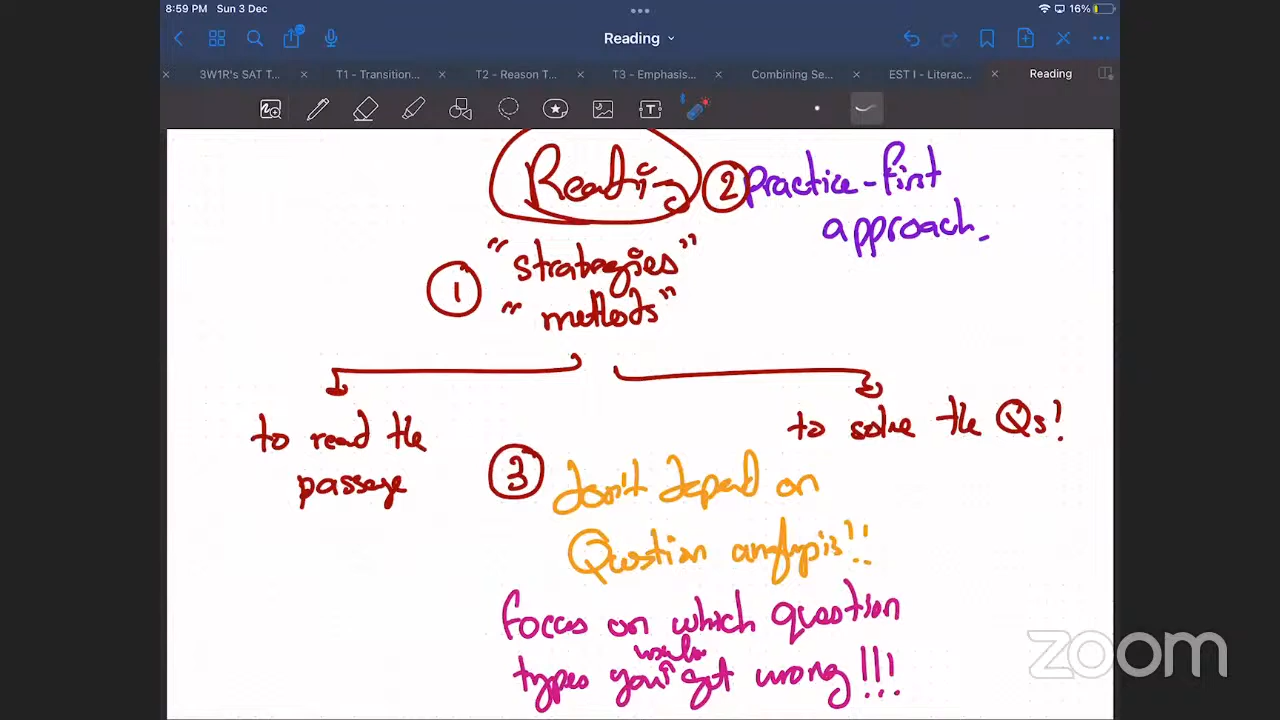 8:59 PM Sun 3 Dec
16%
Reading
3W1R's SAT T...
T1 - Transition...
T2 - Reason T...
T3 - Emphasis...
Combining Se...
EST I - Literac...
Reading
Reading
② practice-first
approach.
① "strategies"
"methods"
to read the
passage
to solve the Qs!
③ don't depend on
Question analysis!!
focus on which question
types you get wrong!!!
zoom